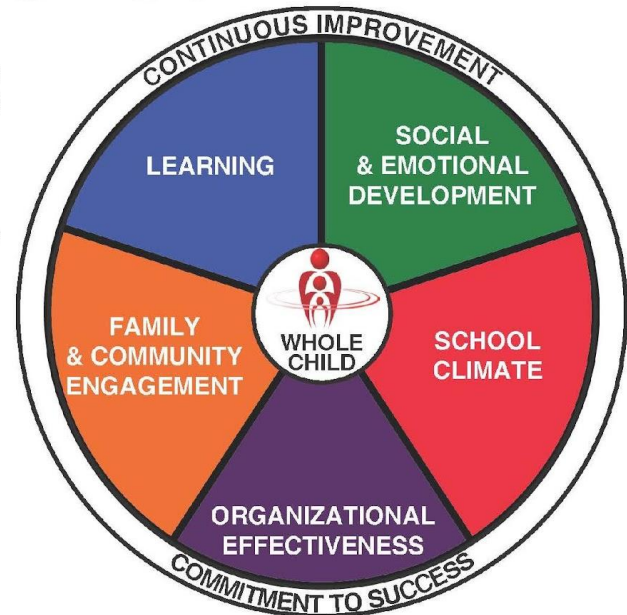 CONTINUOUS IMPROVEMENT
LEARNING
SOCIAL
& EMOTIONAL
DEVELOPMENT
FAMILY
& COMMUNITY
ENGAGEMENT
WHOLE
CHILD
SCHOOL
CLIMATE
ORGANIZATIONAL
EFFECTIVENESS
COMMITMENT TO SUCCESS